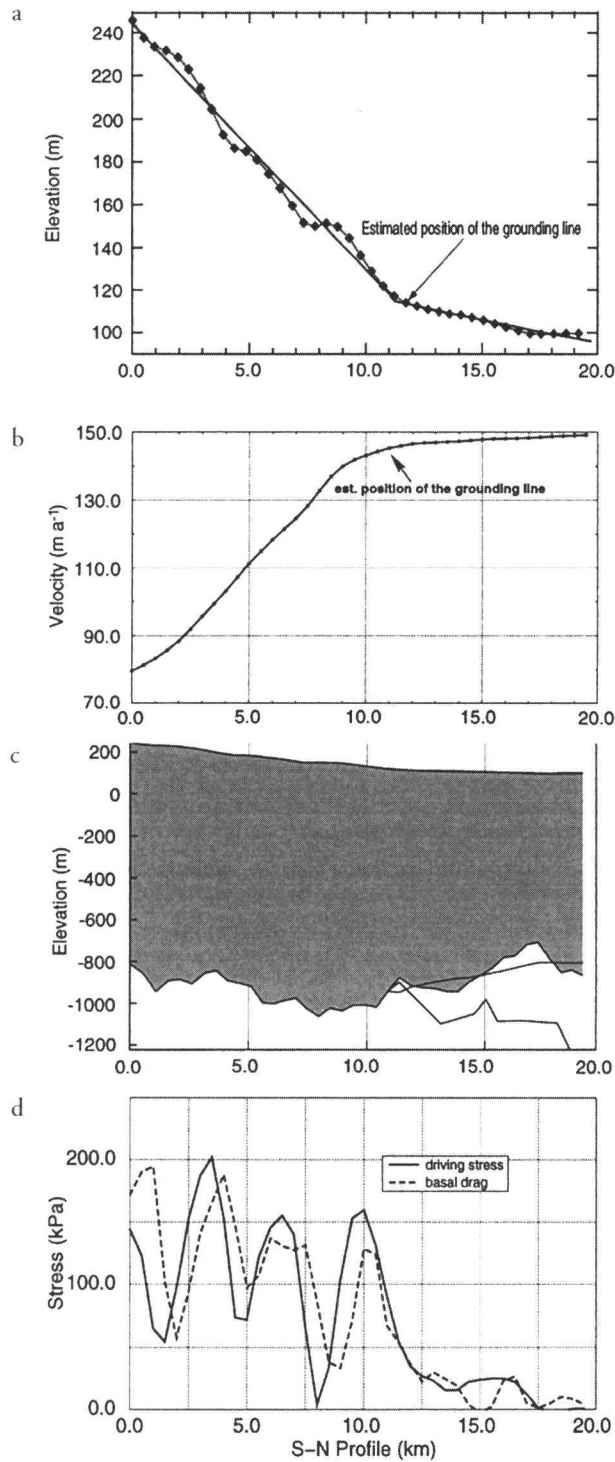 a
240
220
200
180
160
140
120
100
Elevation (m)
Estimated position of the grounding line
0.0 5.0 10.0 15.0 20.0
b
150.0
130.0
110.0
90.0
70.0
Velocity (m a⁻¹)
est. position of the grounding line
0.0 5.0 10.0 15.0 20.0
c
200
0
-200
-400
-600
-800
-1000
-1200
Elevation (m)
0.0 5.0 10.0 15.0 20.0
d
200.0
100.0
0.0
Stress (kPa)
driving stress
basal drag
0.0 5.0 10.0 15.0 20.0
S–N Profile (km)